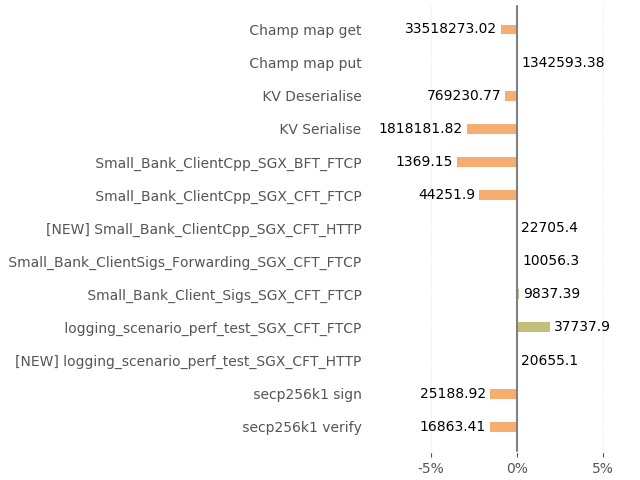 Champ map get 33518273.02
Champ map put 1342593.38
KV Deserialise 769230.77
KV Serialise 1818181.82
Small_Bank_ClientCpp_SGX_BFT_FTCP 1369.15
Small_Bank_ClientCpp_SGX_CFT_FTCP 44251.9
[NEW] Small_Bank_ClientCpp_SGX_CFT_HTTP 22705.4
Small_Bank_ClientSigs_Forwarding_SGX_CFT_FTCP 10056.3
Small_Bank_Client_Sigs_SGX_CFT_FTCP 9837.39
logging_scenario_perf_test_SGX_CFT_FTCP 37737.9
[NEW] logging_scenario_perf_test_SGX_CFT_HTTP 20655.1
secp256k1 sign 25188.92
secp256k1 verify 16863.41
-5% 0% 5%